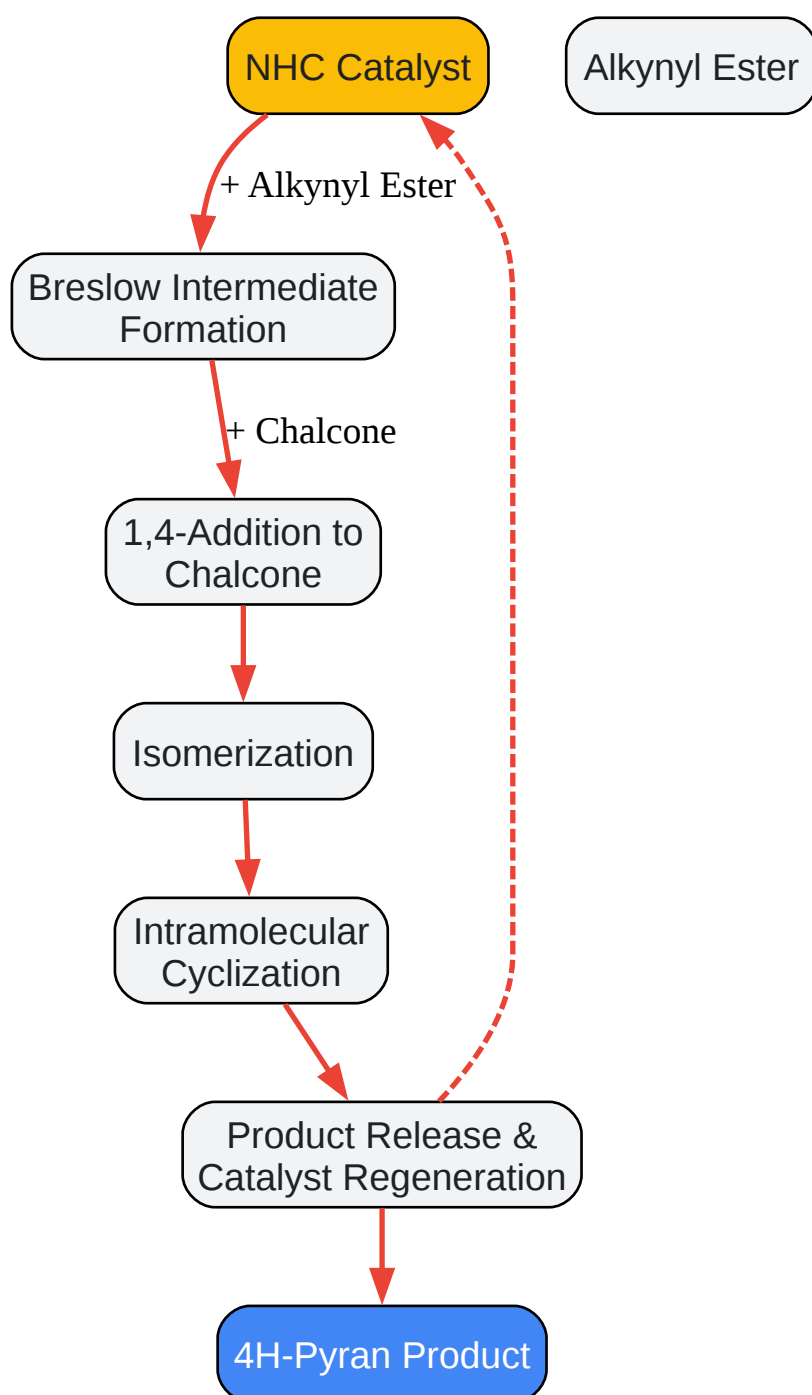 NHC Catalyst
Alkynyl Ester
+ Alkynyl Ester
Breslow Intermediate
Formation
+ Chalcone
1,4-Addition to
Chalcone
Isomerization
Intramolecular
Cyclization
Product Release &
Catalyst Regeneration
4H-Pyran Product